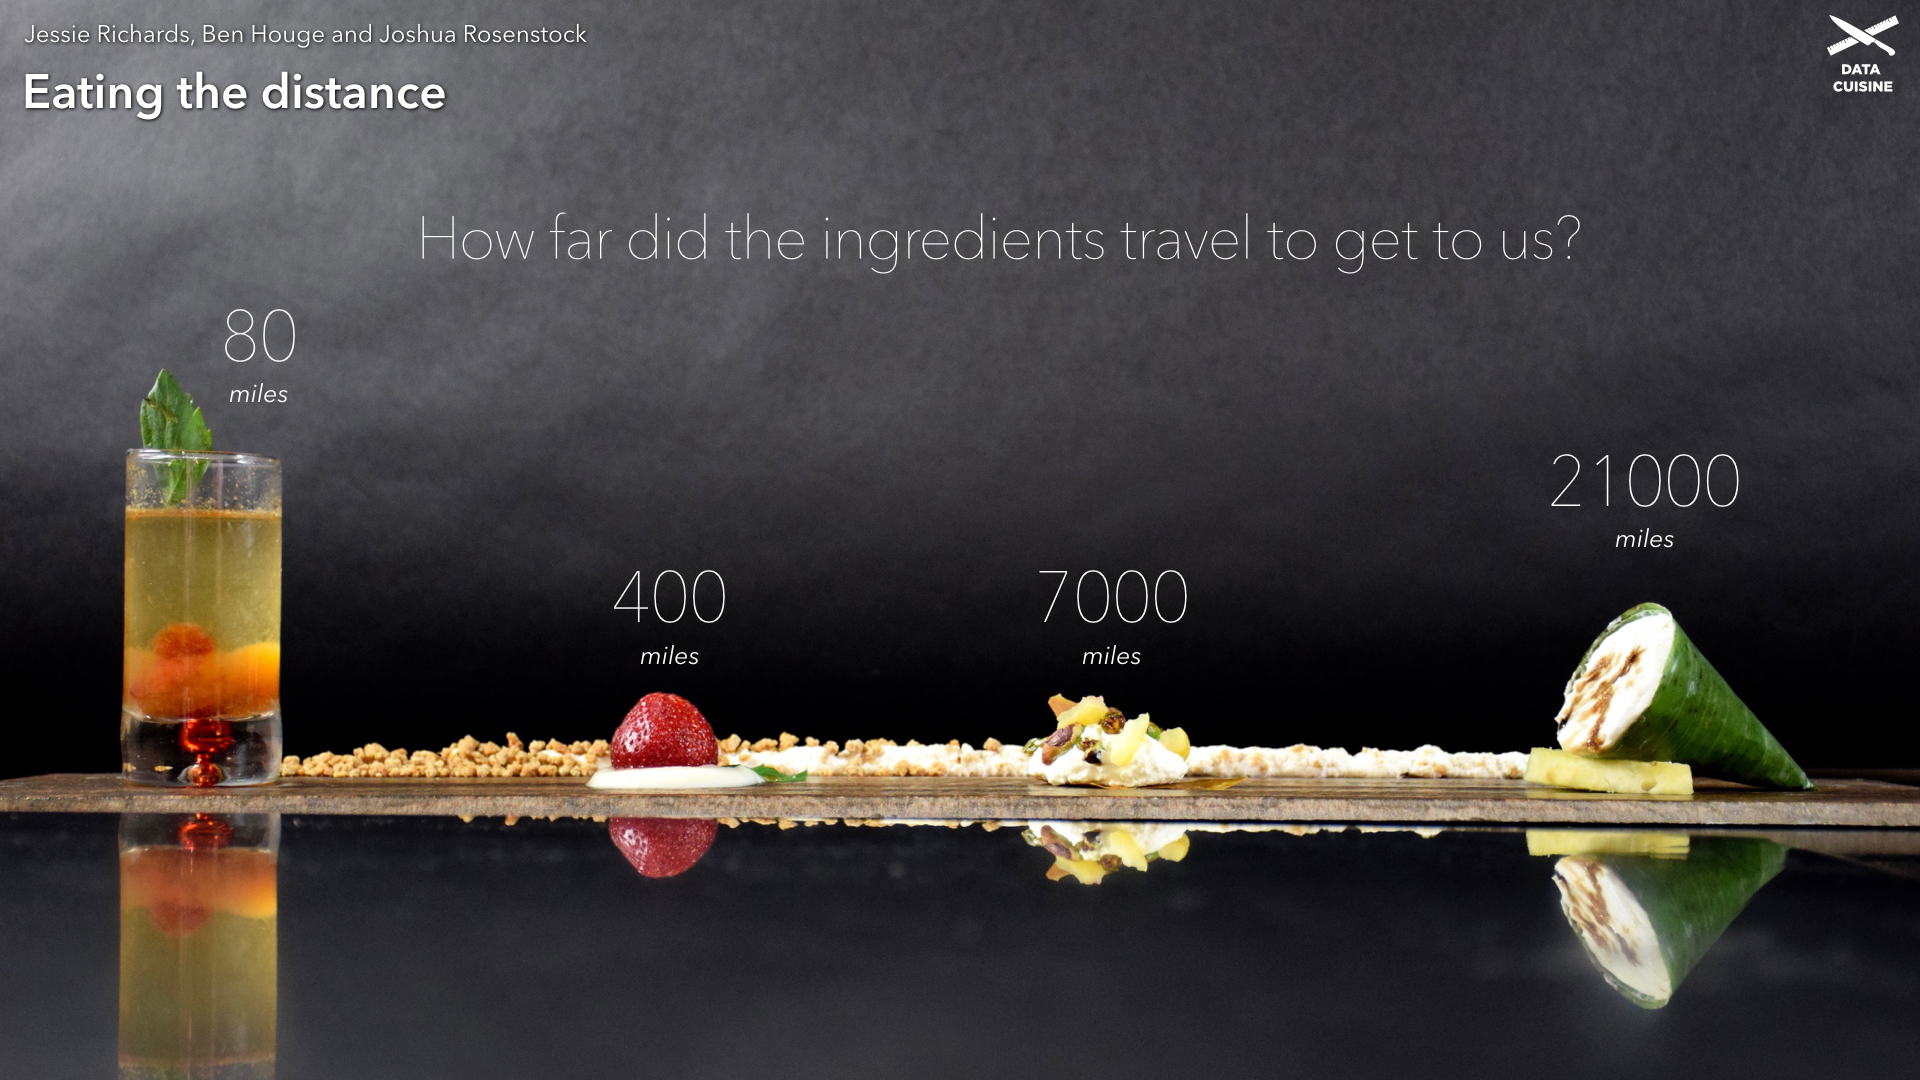 Jessie Richards, Ben Houge and Joshua Rosenstock
Eating the distance
DATA
CUISINE
How far did the ingredients travel to get to us?
80
miles
21000
miles
400
miles
7000
miles